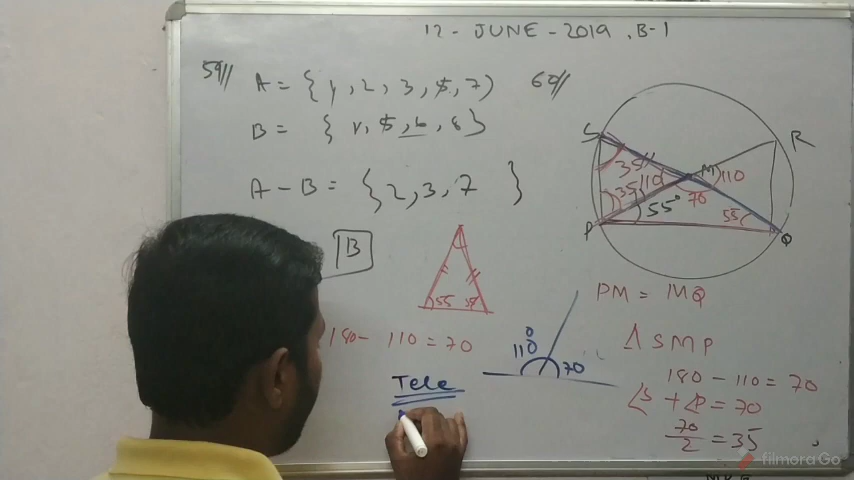 12 - JUNE - 2019 , B-1
59//
A = { 1, 2, 3, 5, 7 }
B = { 1, 5, 6, 8 }
A - B = { 2, 3, 7 }
B
60//
S
R
M
P
Q
35
110
110
35
70
55°
55
55
180 - 110 = 70
110
70
Tele
PM = MQ
Δ SMP
180 - 110 = 70
∠S + ∠P = 70
70/2 = 35
filmora Go